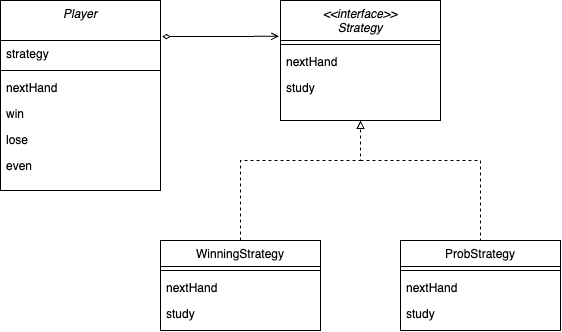 Player
strategy
nextHand
win
lose
even
<<interface>>
Strategy
nextHand
study
WinningStrategy
nextHand
study
ProbStrategy
nextHand
study